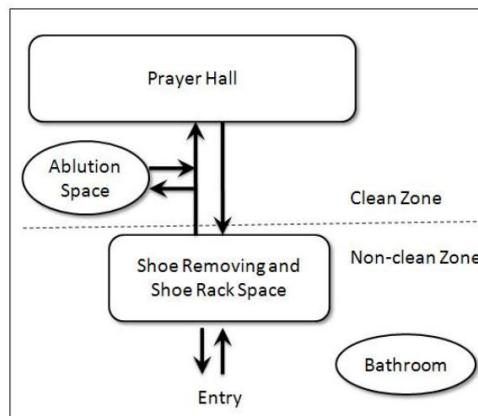 Prayer Hall
Ablution
Space
Clean Zone
Non-clean Zone
Shoe Removing and
Shoe Rack Space
Bathroom
Entry